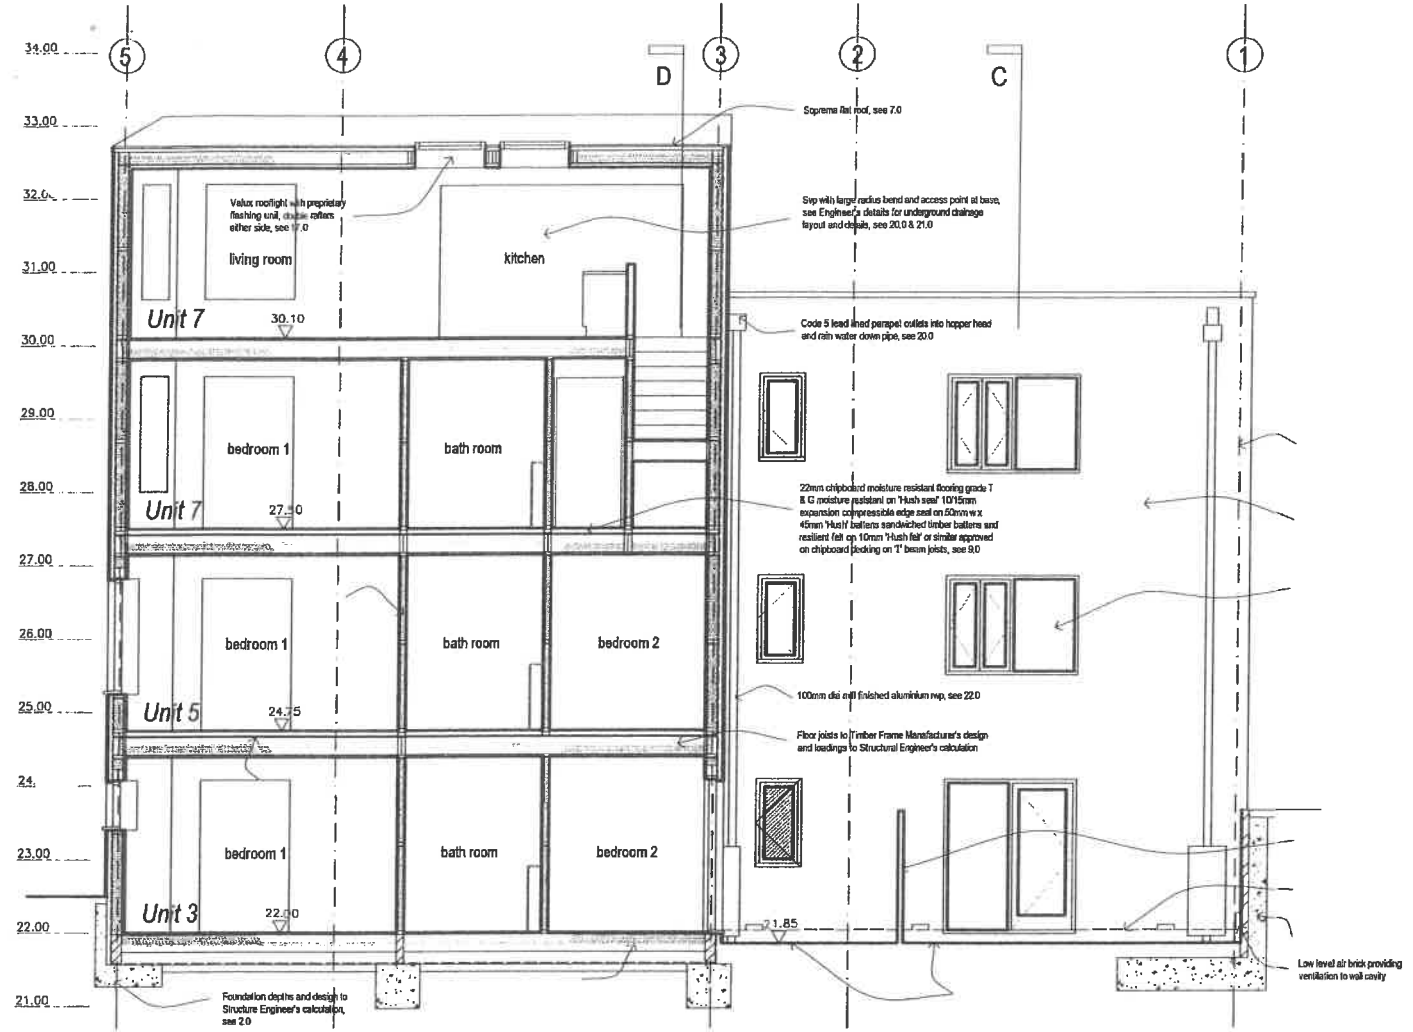 5
4
3
2
1
D
C
34.00
33.00
32.0
31.00
30.00
29.00
28.00
27.00
26.00
25.00
24.
23.00
22.00
21.00
Soprema flat roof, see 7.0
Velux rooflight with preprietary
flashing unit, double rafters
either side, see 17.0
Svp with large radius bend and access point at base,
see Engineer's details for underground drainage
layout and details, see 20.0 & 21.0
living room
kitchen
Unit 7
30.10
Code 5 lead lined parapet outlets into hopper head
and rain water down pipe, see 20.0
bedroom 1
bath room
Unit 7
27.50
22mm chipboard moisture resistant flooring grade T
& G moisture resistant on 'Hush seal' 10/15mm
expansion compressible edge seal on 50mm w x
45mm 'Hush' battens sandwiched timber battens and
resilient felt on 10mm 'Hush felt' or similar approved
on chipboard decking on 'I' beam joists, see 9.0
bedroom 1
bath room
bedroom 2
Unit 5
24.75
100mm dia mill finished aluminium rwp, see 22.0
Floor joists to Timber Frame Manafacturer's design
and loadings to Structural Engineer's calculation
bedroom 1
bath room
bedroom 2
Unit 3
22.00
21.85
Low level air brick providing
ventilation to wall cavity
Foundation depths and design to
Structure Engineer's calculation,
see 2.0